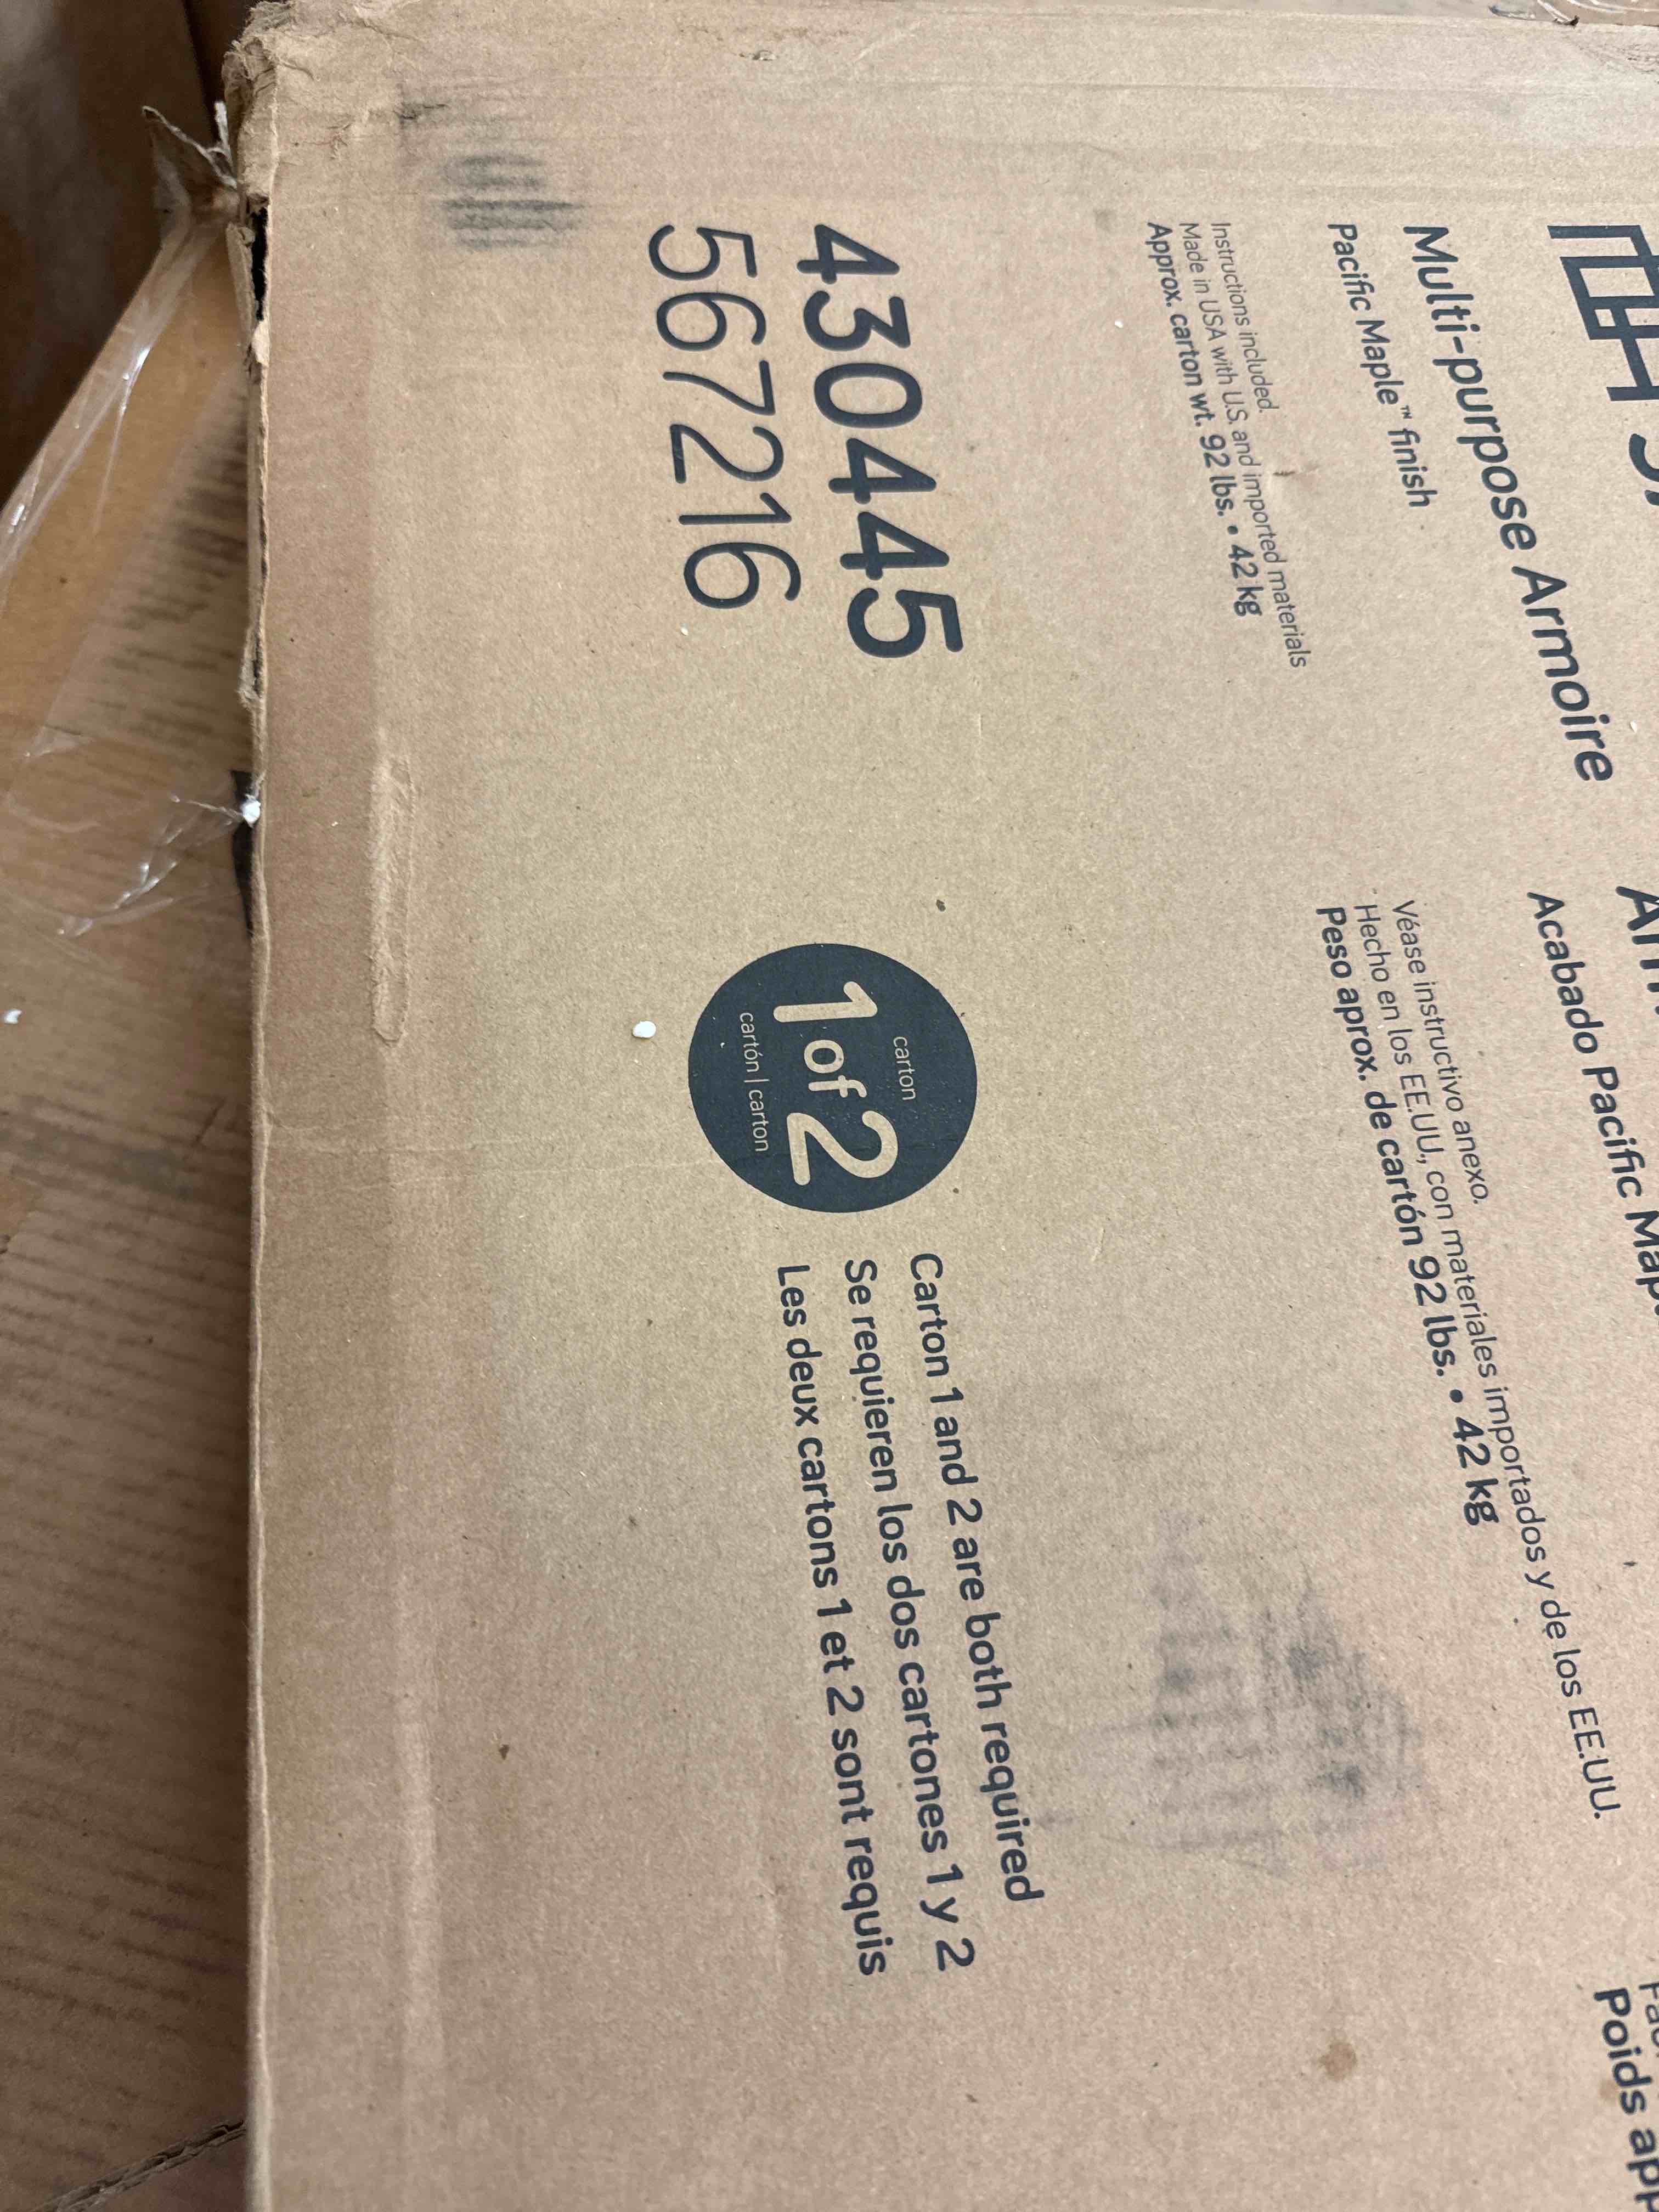 Multi-purpose Armoire
Pacific Maple™ finish
Instructions included.
Made in USA with U.S. and imported materials
Approx. carton wt. 92 lbs. • 42 kg
Acabado Pacific
Véase instructivo anexo.
Hecho en los EE.UU., con materiales importados y de los EE.UU.
Peso aprox. de cartón 92 lbs. • 42 kg
Poids
430445
567216
carton
1 of 2
cartón | carton
Carton 1 and 2 are both required
Se requieren los dos cartones 1 y 2
Les deux cartons 1 et 2 sont requis